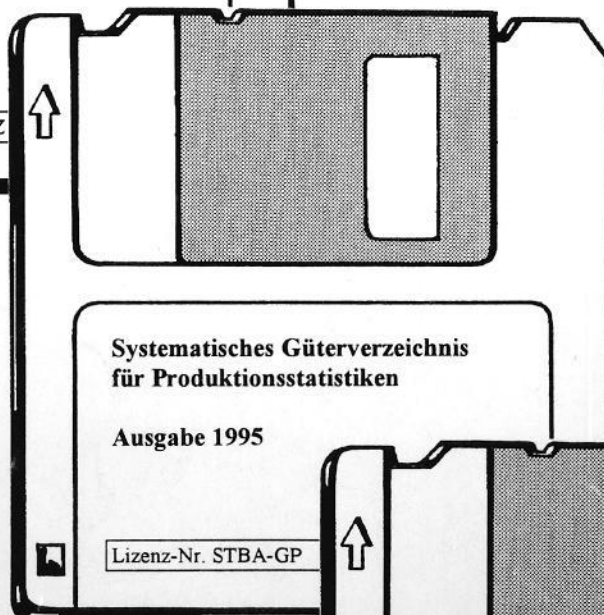 Systematisches Güterverzeichnis
für Produktionsstatistiken
Ausgabe 1995
Lizenz-Nr. STBA-GP